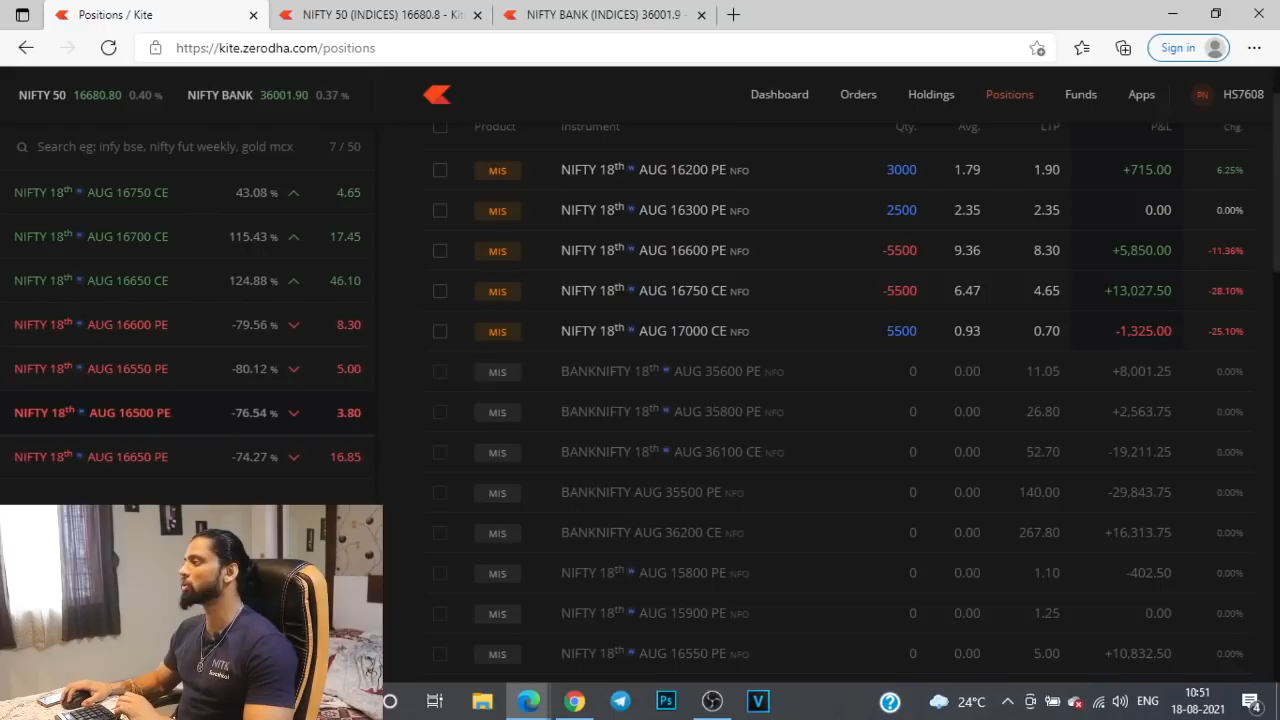 Positions / Kite
NIFTY 50 (INDICES) 16680.8 - Kit
NIFTY BANK (INDICES) 36001.9 -
https://kite.zerodha.com/positions
Sign in
NIFTY 50 16680.80 0.40 %
NIFTY BANK 36001.90 0.37 %
Dashboard Orders Holdings Positions Funds Apps PN HS7608
Search eg: infy bse, nifty fut weekly, gold mcx 7 / 50
NIFTY 18th W AUG 16750 CE 43.08 % 4.65
NIFTY 18th W AUG 16700 CE 115.43 % 17.45
NIFTY 18th W AUG 16650 CE 124.88 % 46.10
NIFTY 18th W AUG 16600 PE -79.56 % 8.30
NIFTY 18th W AUG 16550 PE -80.12 % 5.00
NIFTY 18th W AUG 16500 PE -76.54 % 3.80
NIFTY 18th W AUG 16650 PE -74.27 % 16.85
Product Instrument Qty. Avg. LTP P&L Chg.
MIS NIFTY 18th W AUG 16200 PE NFO 3000 1.79 1.90 +715.00 6.25%
MIS NIFTY 18th W AUG 16300 PE NFO 2500 2.35 2.35 0.00 0.00%
MIS NIFTY 18th W AUG 16600 PE NFO -5500 9.36 8.30 +5,850.00 -11.36%
MIS NIFTY 18th W AUG 16750 CE NFO -5500 6.47 4.65 +13,027.50 -28.10%
MIS NIFTY 18th W AUG 17000 CE NFO 5500 0.93 0.70 -1,325.00 -25.10%
MIS BANKNIFTY 18th W AUG 35600 PE NFO 0 0.00 11.05 +8,001.25 0.00%
MIS BANKNIFTY 18th W AUG 35800 PE NFO 0 0.00 26.80 +2,563.75 0.00%
MIS BANKNIFTY 18th W AUG 36100 CE NFO 0 0.00 52.70 -19,211.25 0.00%
MIS BANKNIFTY AUG 35500 PE NFO 0 0.00 140.00 -29,843.75 0.00%
MIS BANKNIFTY AUG 36200 CE NFO 0 0.00 267.80 +16,313.75 0.00%
MIS NIFTY 18th W AUG 15800 PE NFO 0 0.00 1.10 -402.50 0.00%
MIS NIFTY 18th W AUG 15900 PE NFO 0 0.00 1.25 0.00 0.00%
MIS NIFTY 18th W AUG 16550 PE NFO 0 0.00 5.00 +10,832.50 0.00%
NITK
Ps
V
24°C
ENG
10:51
18-08-2021
4